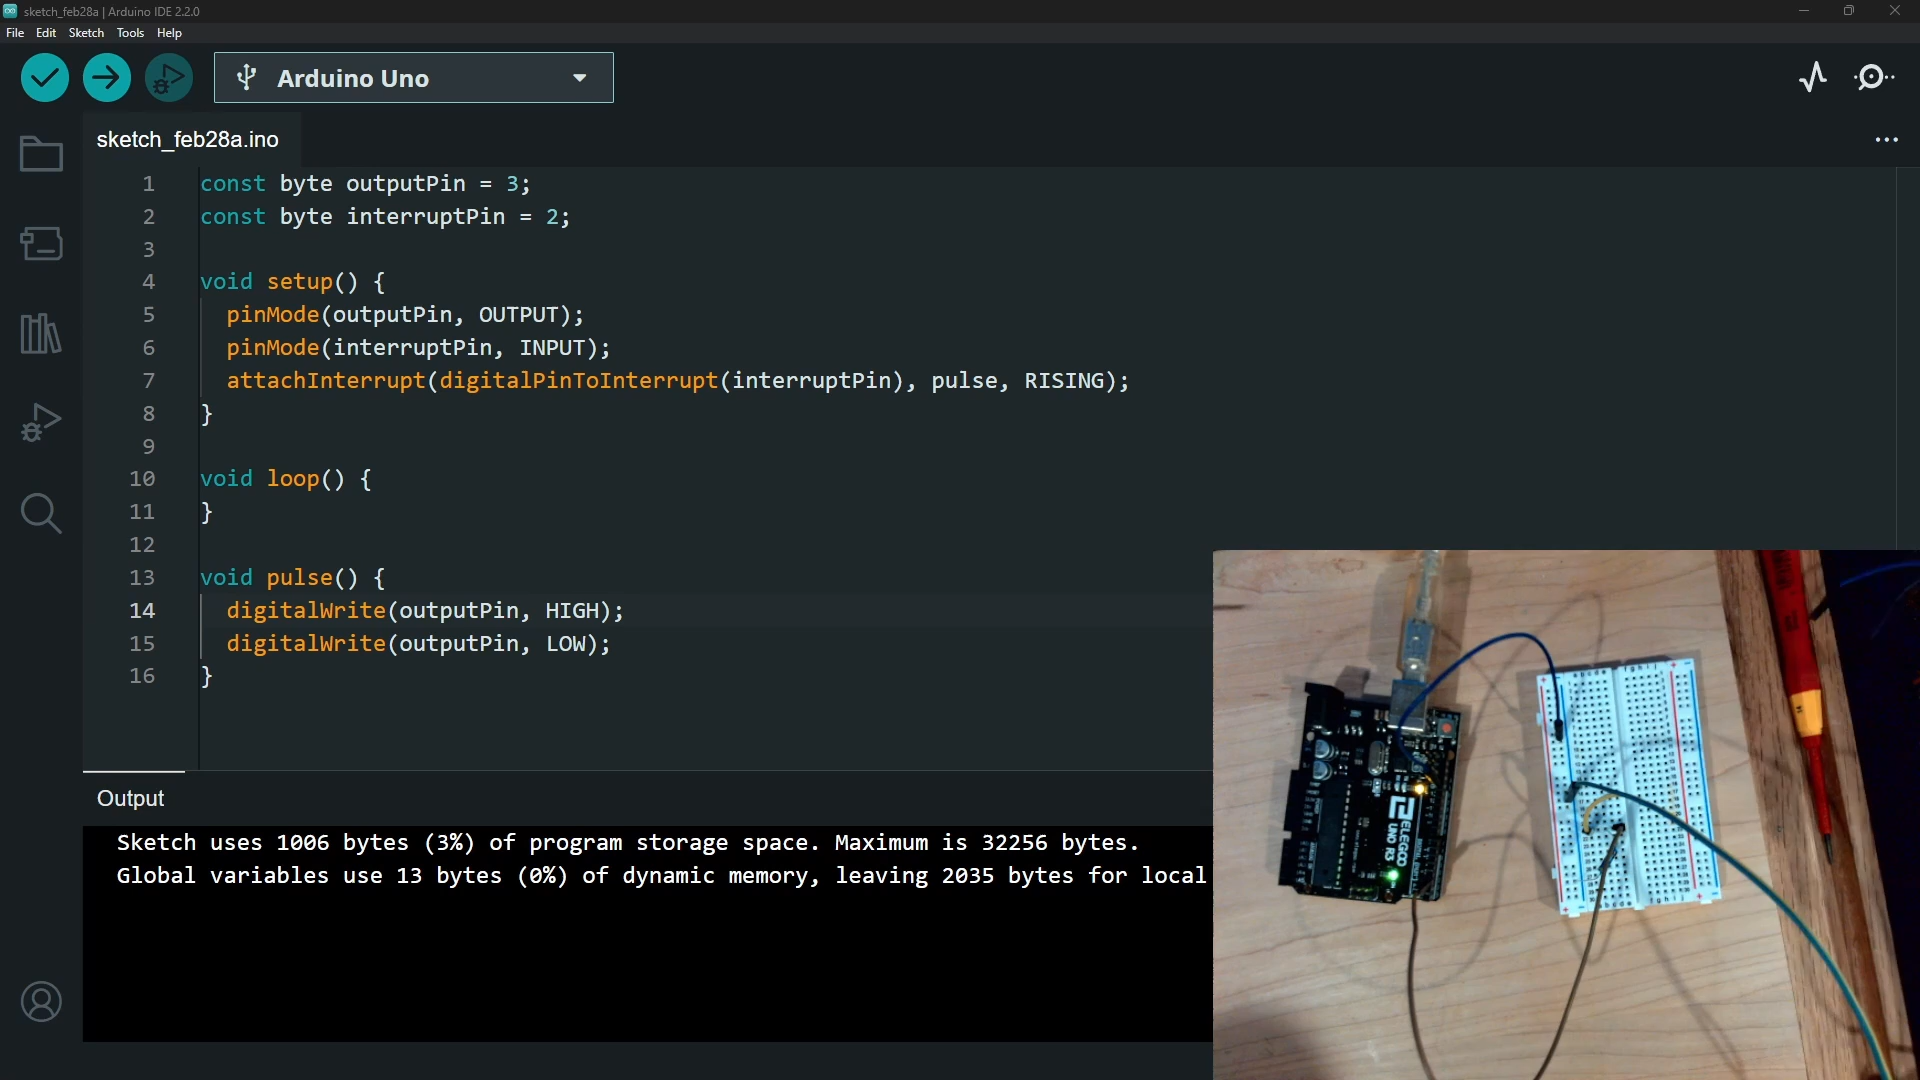 sketch_feb28a | Arduino IDE 2.2.0
File Edit Sketch Tools Help
Arduino Uno
sketch_feb28a.ino
1 const byte outputPin = 3;
2 const byte interruptPin = 2;
3
4 void setup() {
5 pinMode(outputPin, OUTPUT);
6 pinMode(interruptPin, INPUT);
7 attachInterrupt(digitalPinToInterrupt(interruptPin), pulse, RISING);
8 }
9
10 void loop() {
11 }
12
13 void pulse() {
14 digitalWrite(outputPin, HIGH);
15 digitalWrite(outputPin, LOW);
16 }
Output
Sketch uses 1006 bytes (3%) of program storage space. Maximum is 32256 bytes.
Global variables use 13 bytes (0%) of dynamic memory, leaving 2035 bytes for local
ELEGOO
UNO R3